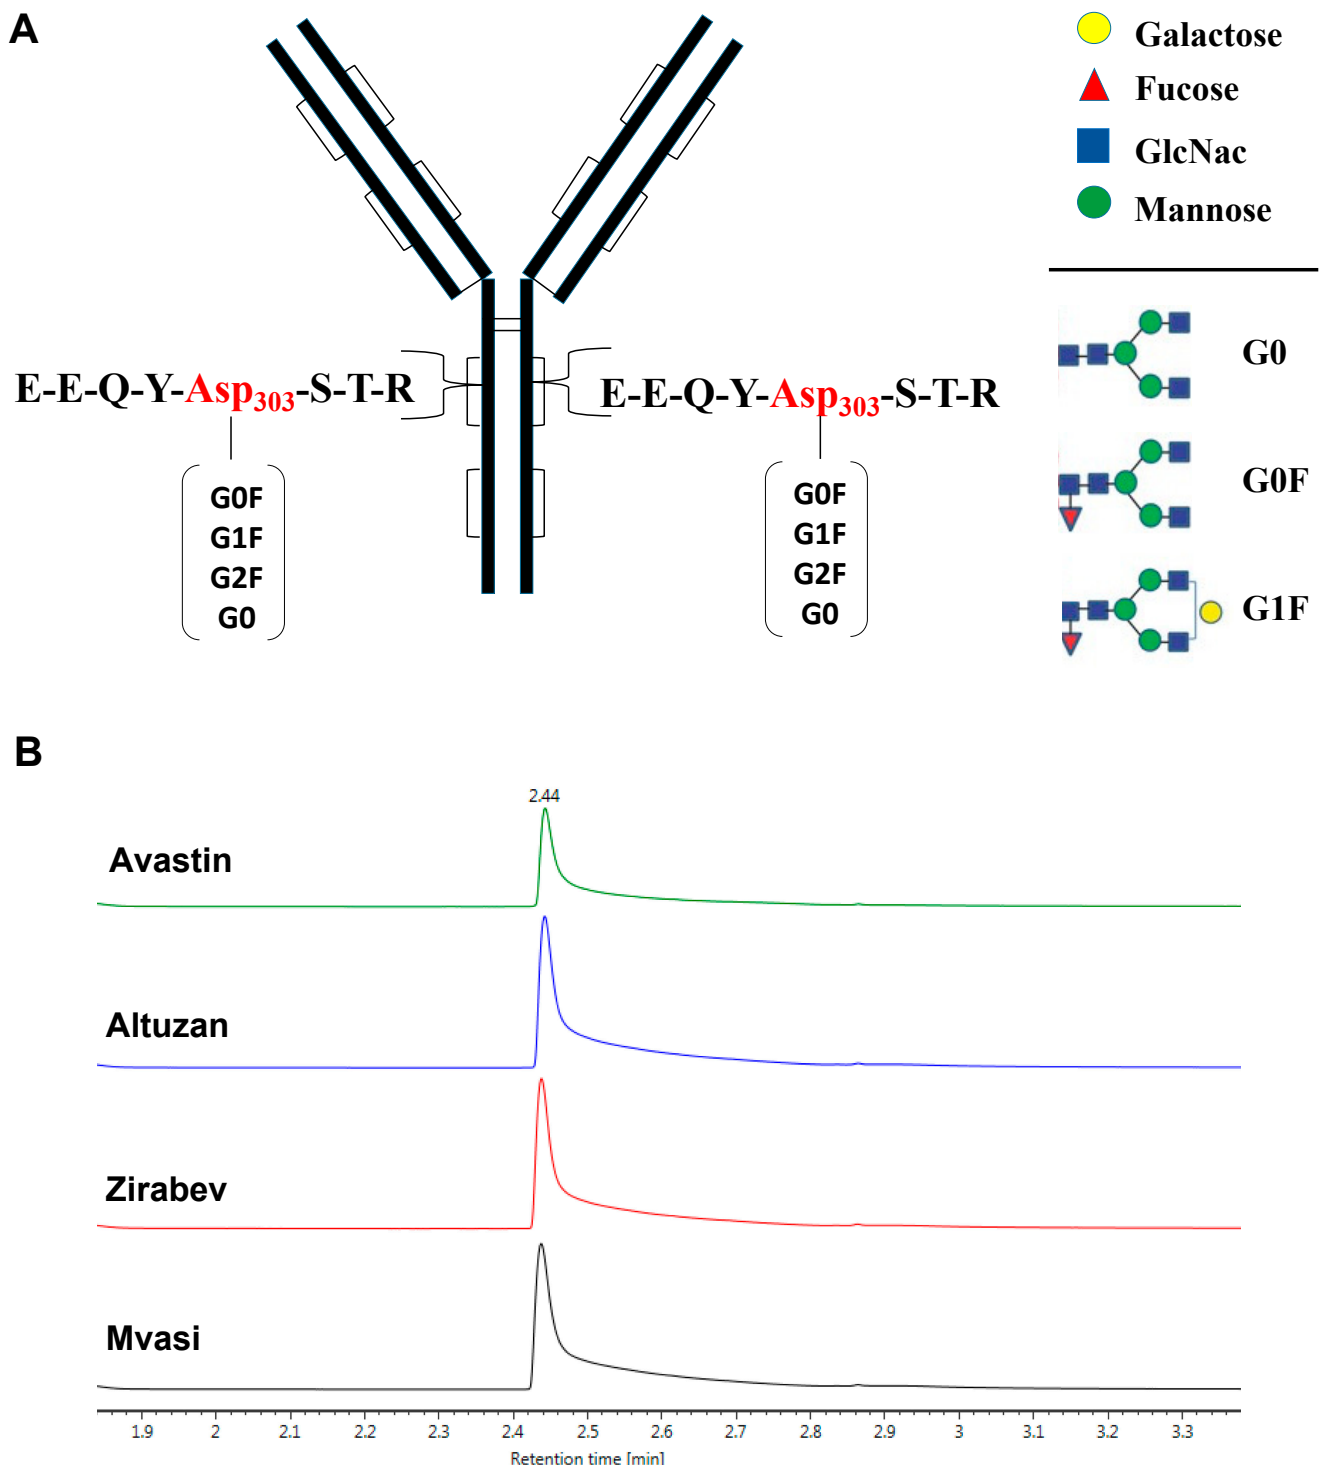 A
Galactose
Fucose
GlcNac
Mannose
E-E-Q-Y-Asp303-S-T-R
E-E-Q-Y-Asp303-S-T-R
G0F
G1F
G2F
G0
G0F
G1F
G2F
G0
G0
G0F
G1F
B
2.44
Avastin
Altuzan
Zirabev
Mvasi
1.9 2 2.1 2.2 2.3 2.4 2.5 2.6 2.7 2.8 2.9 3 3.1 3.2 3.3
Retention time [min]